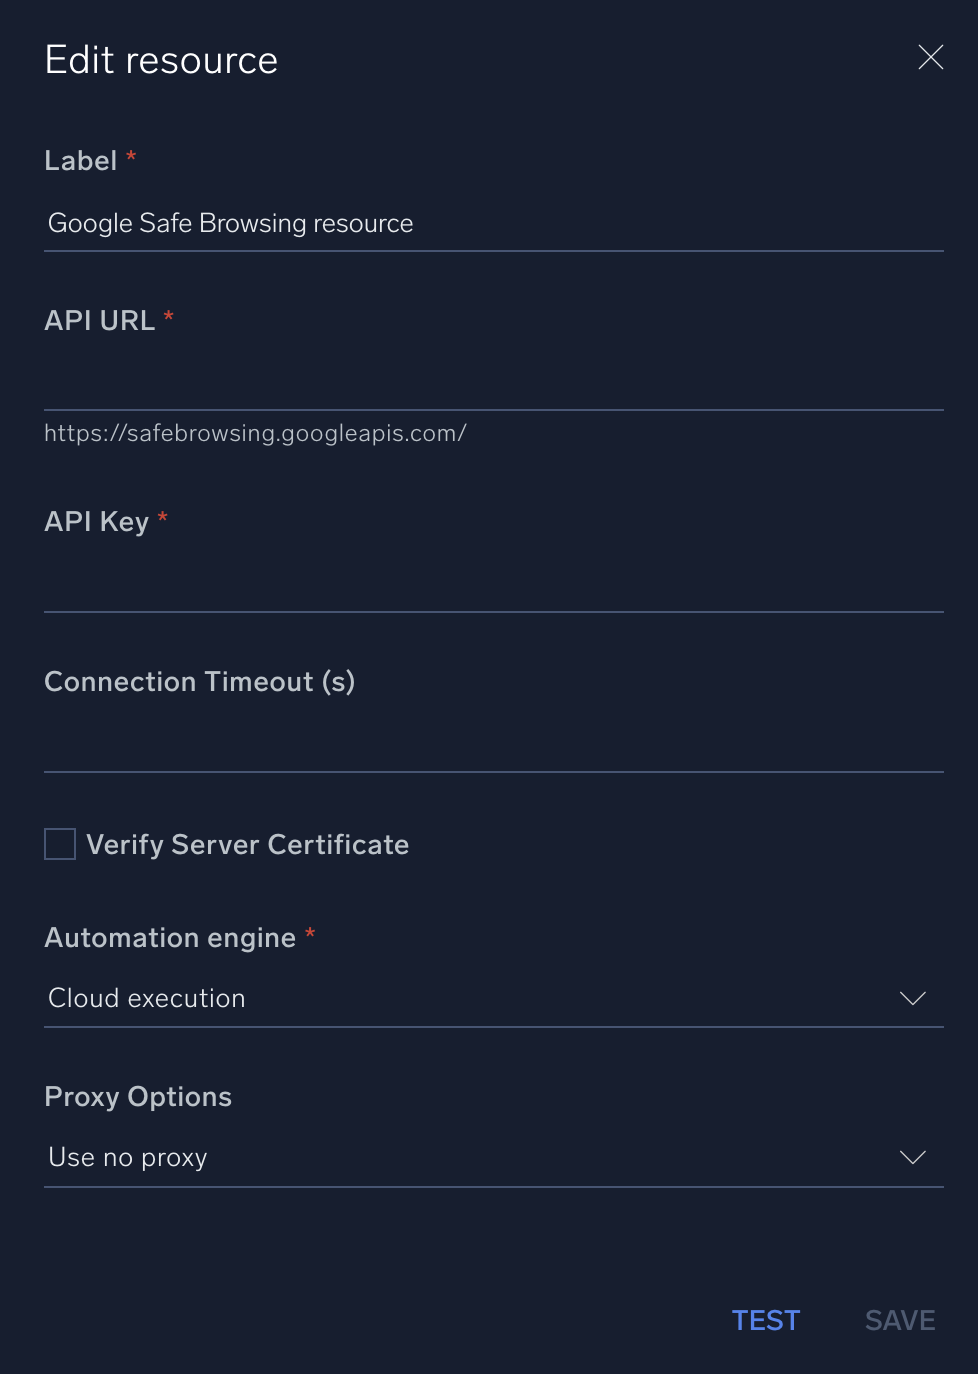 Edit resource
Label *
Google Safe Browsing resource
API URL *
https://safebrowsing.googleapis.com/
API Key *
Connection Timeout (s)
Verify Server Certificate
Automation engine *
Cloud execution
Proxy Options
Use no proxy
TEST SAVE